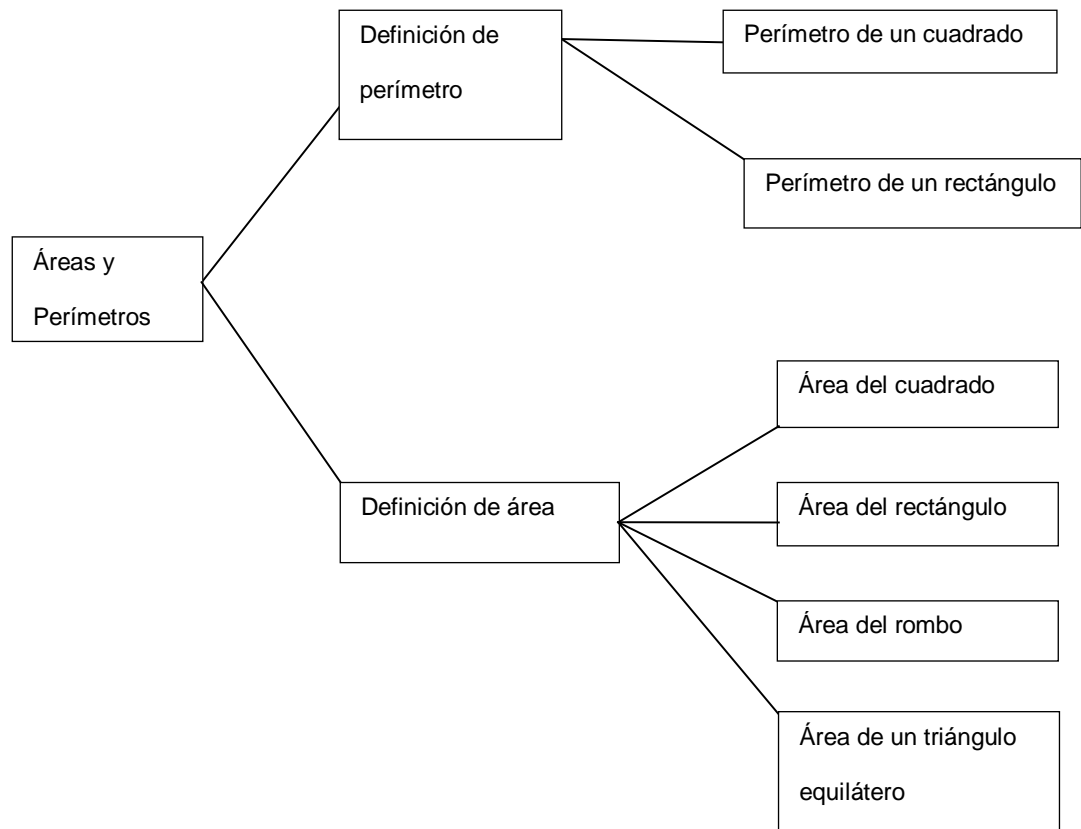 Definición de
perímetro
Perímetro de un cuadrado
Perímetro de un rectángulo
Áreas y
Perímetros
Área del cuadrado
Definición de área
Área del rectángulo
Área del rombo
Área de un triángulo
equilátero